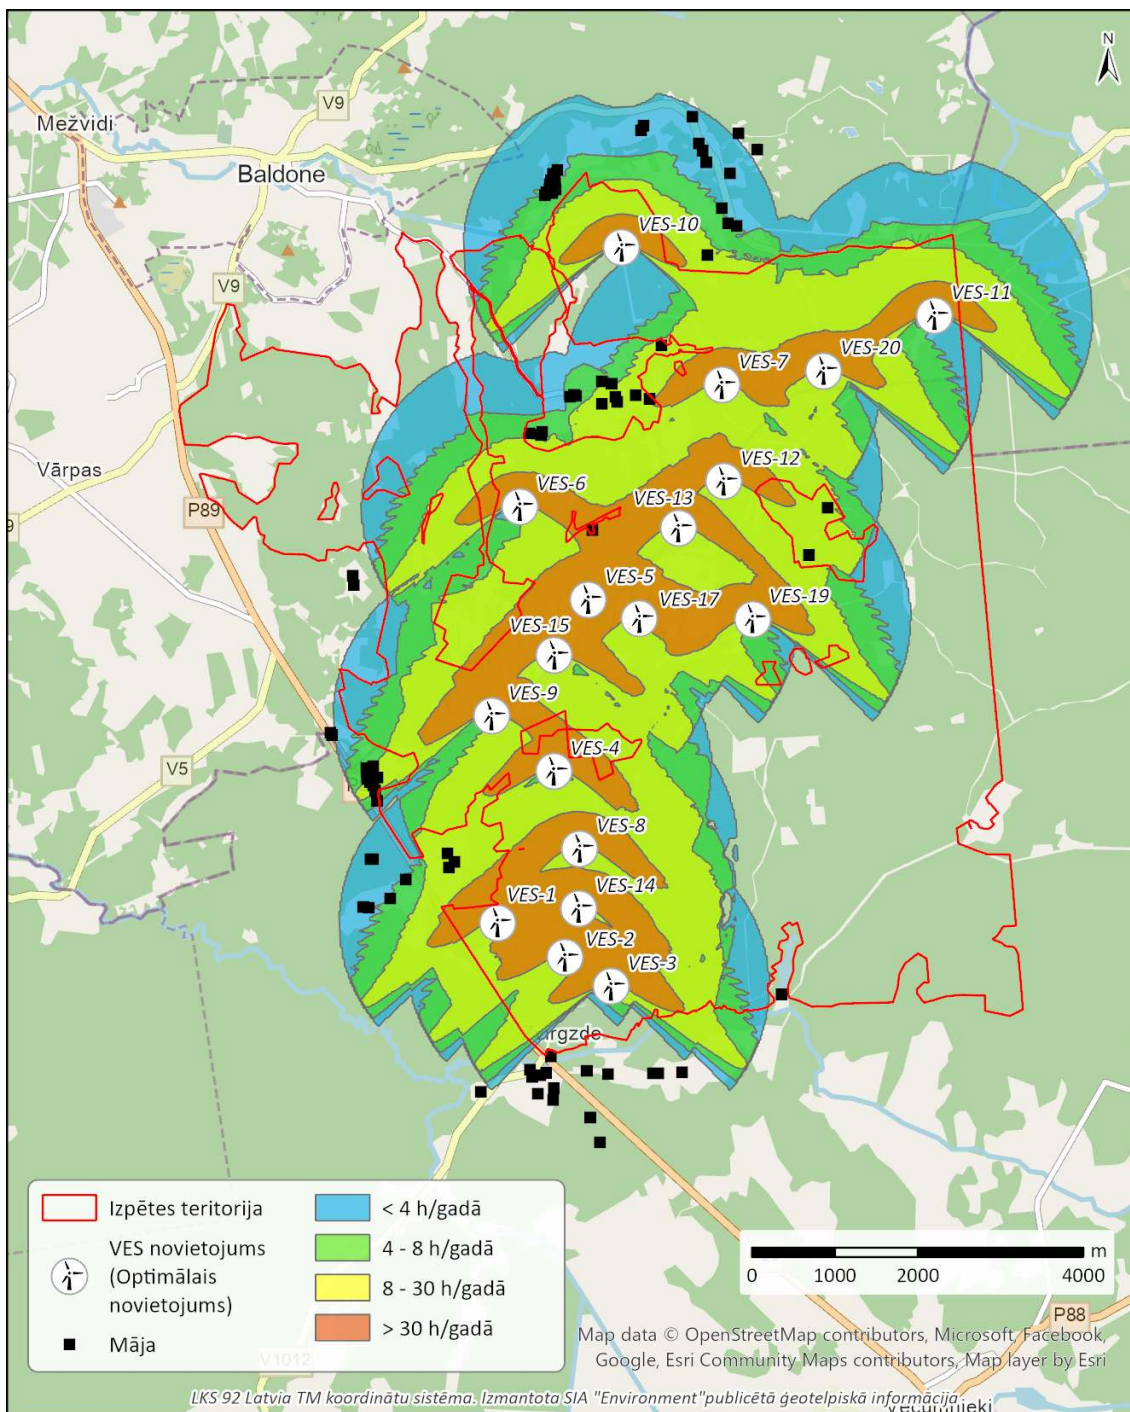 N
V9
Mežvidi
Baldone
VES-10
V9
VES-11
VES-20
VES-7
Vārpas
VES-12
VES-6
VES-13
P89
9
VES-5
VES-17
VES-19
VES-15
VES-9
VES-4
V5
VES-8
VES-14
VES-1
VES-2
VES-3
Izpētes teritorija
VES novietojums
(Optimālais
novietojums)
Māja
< 4 h/gadā
4 - 8 h/gadā
8 - 30 h/gadā
> 30 h/gadā
m
0 1000 2000 4000
P88
V1012
Map data © OpenStreetMap contributors, Microsoft, Facebook,
Google, Esri Community Maps contributors, Map layer by Esri
LKS 92 Latvia TM koordinātu sistēma. Izmantota SIA "Environment"publicētā ģeotelpiskā informācija